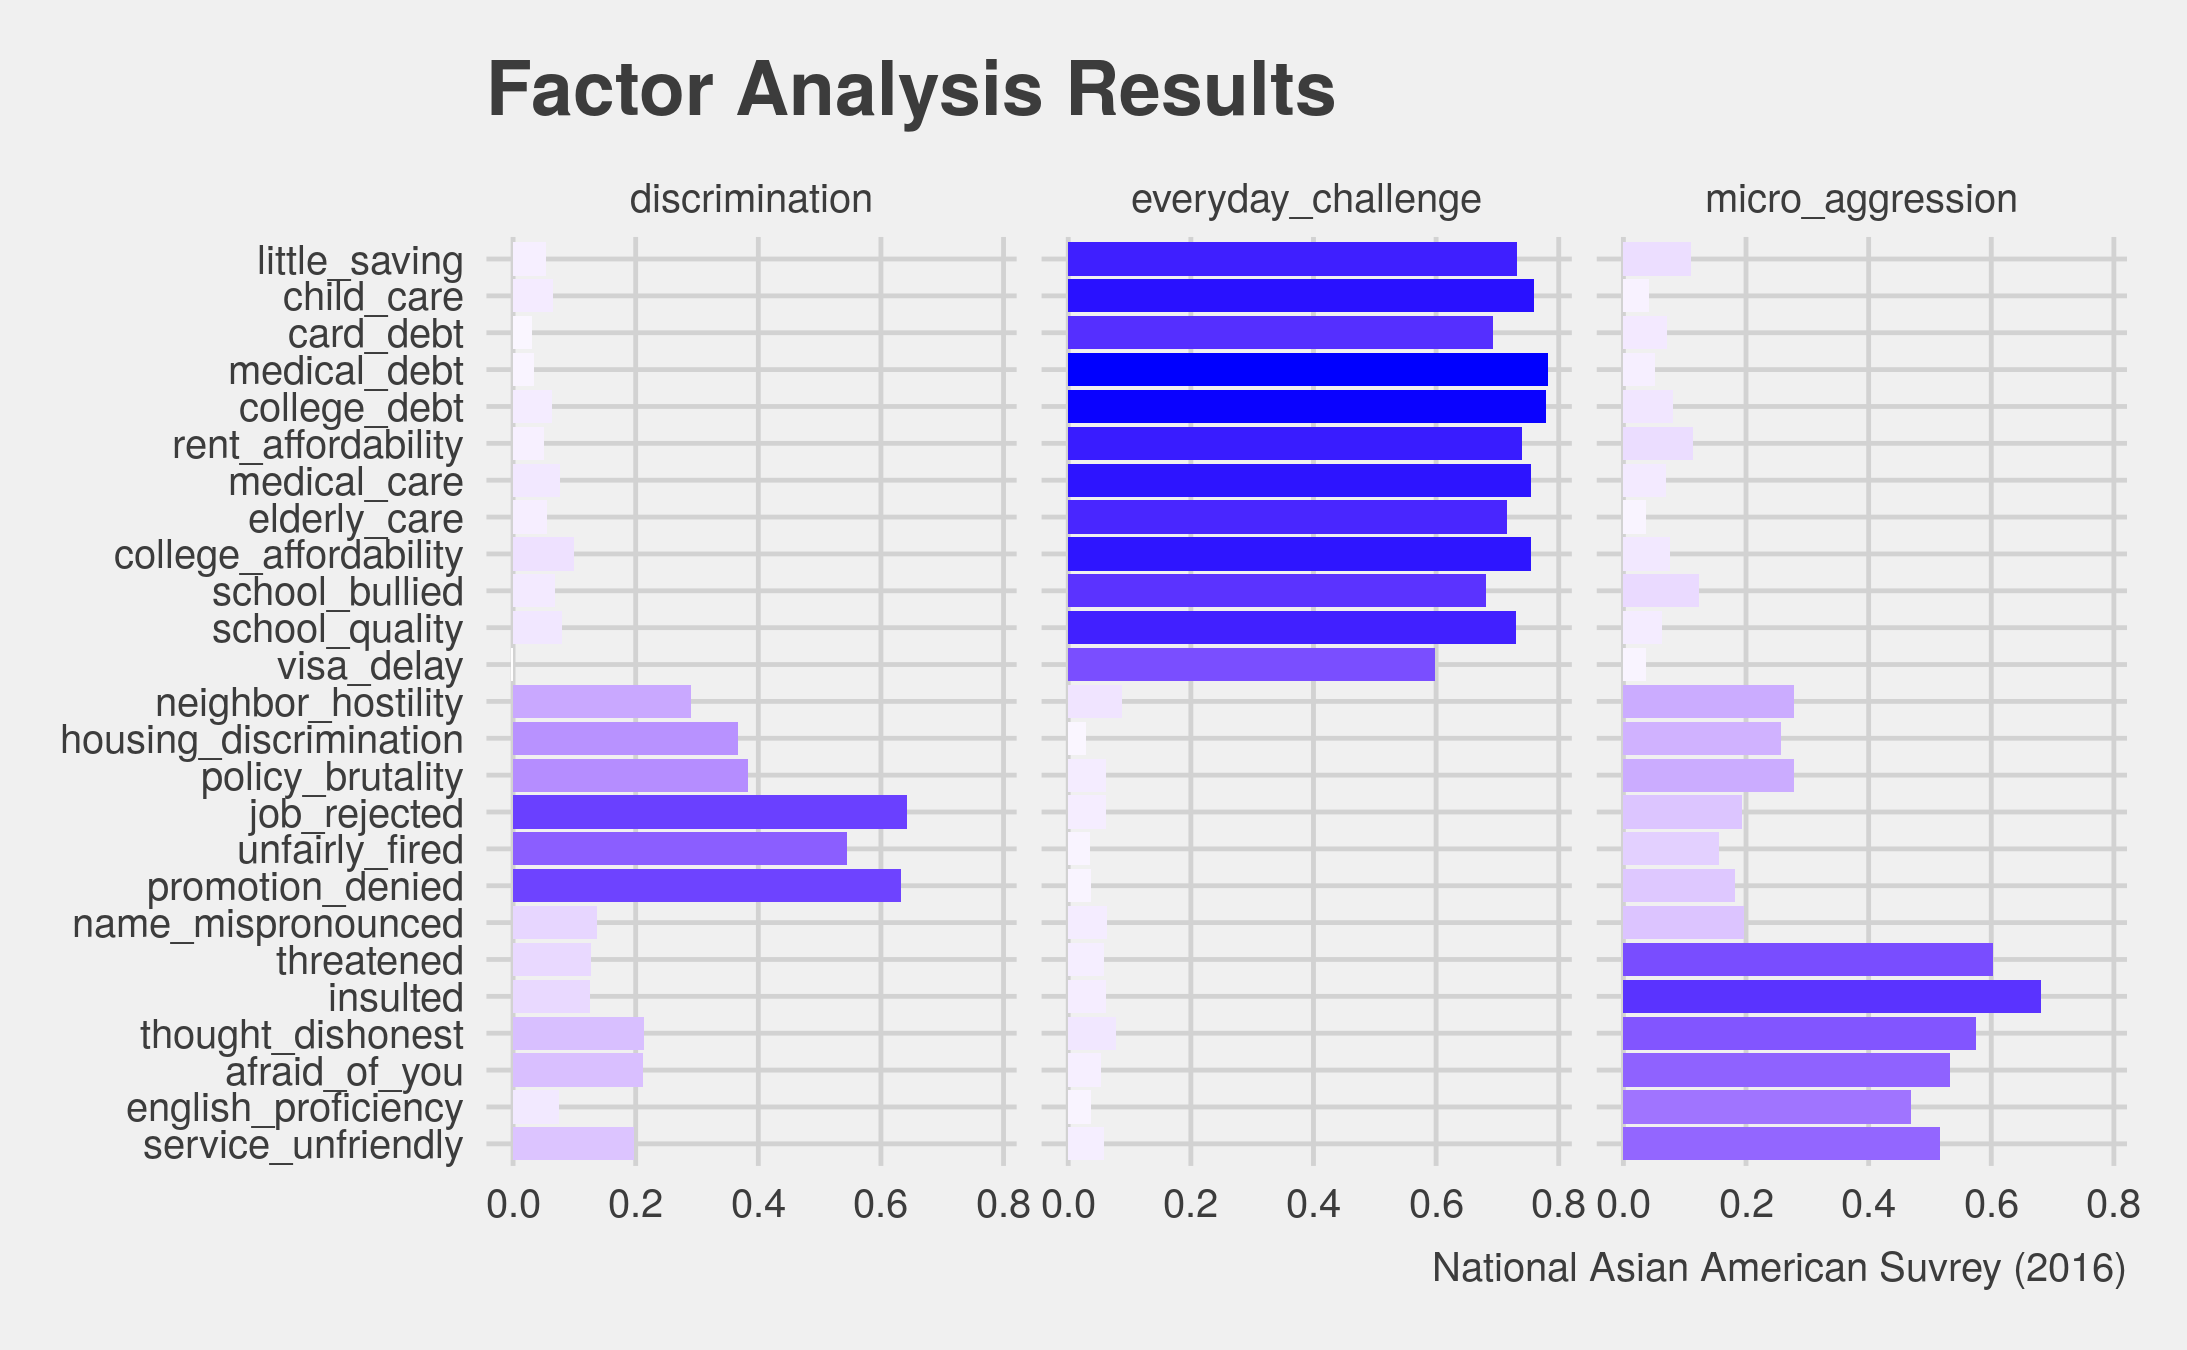 Factor Analysis Results
discrimination everyday_challenge micro_aggression
little_saving
child_care
card_debt
medical_debt
college_debt
rent_affordability
medical_care
elderly_care
college_affordability
school_bullied
school_quality
visa_delay
neighbor_hostility
housing_discrimination
policy_brutality
job_rejected
unfairly_fired
promotion_denied
name_mispronounced
threatened
insulted
thought_dishonest
afraid_of_you
english_proficiency
service_unfriendly
0.0 0.2 0.4 0.6 0.8 0.0 0.2 0.4 0.6 0.8 0.0 0.2 0.4 0.6 0.8
National Asian American Suvrey (2016)